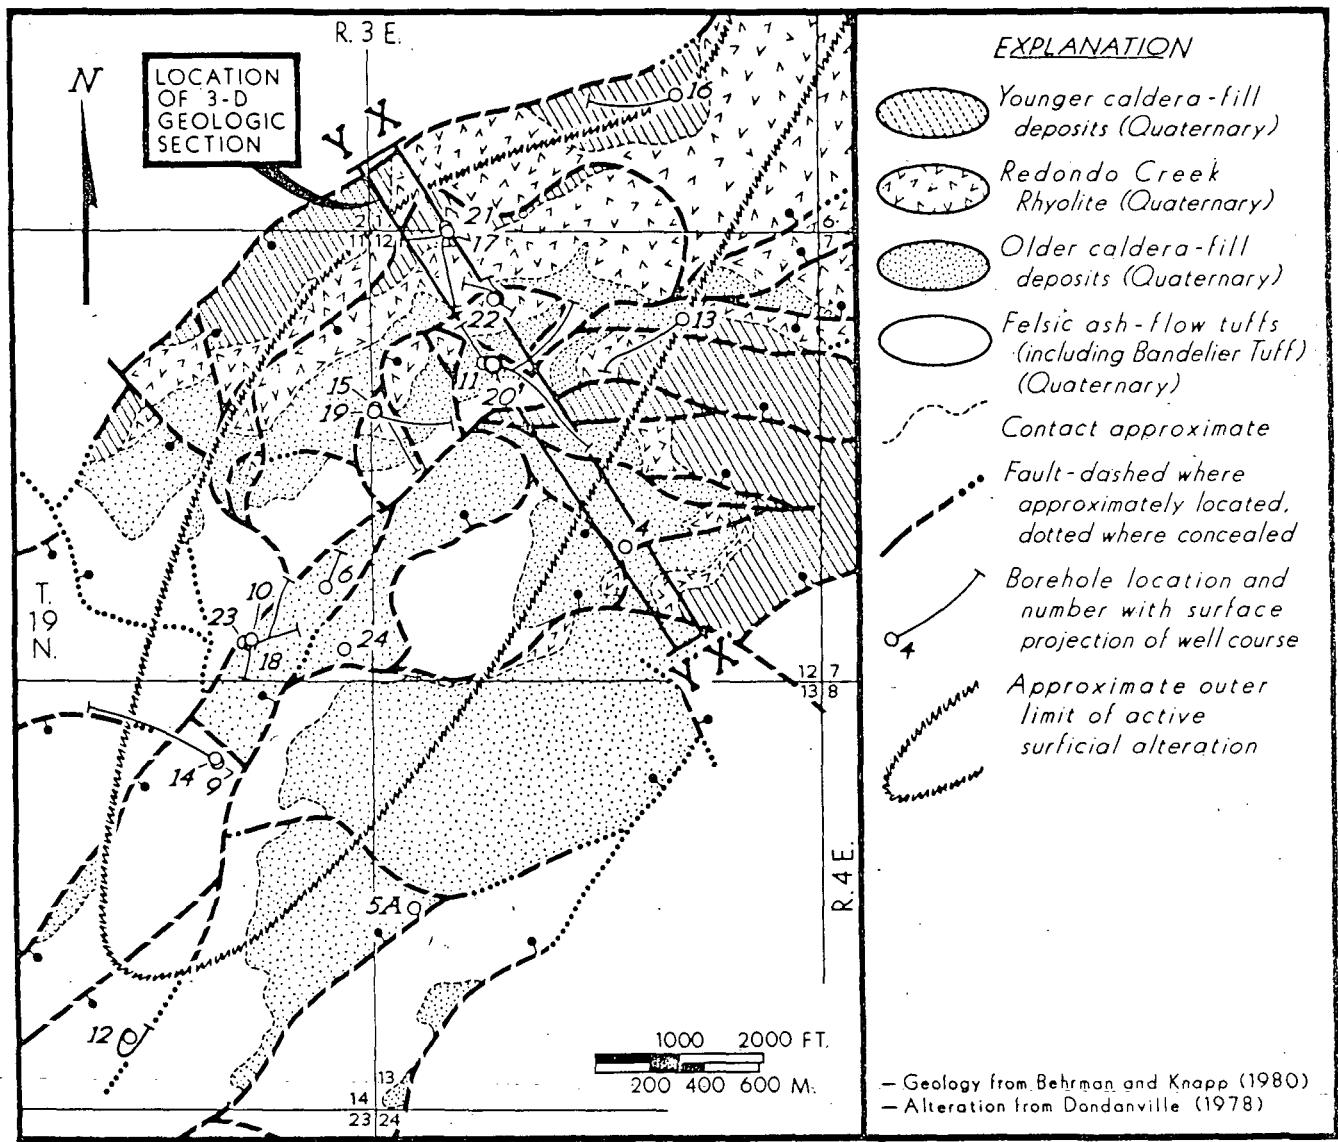 R. 3 E.
N
LOCATION
OF 3-D
GEOLOGIC
SECTION
Y X
16
21
17
2
11 12
6
7
22
13
11
20
15
19
4
6
10
23
18
24
T.
19
N.
Y X
12 7
13 8
14
9
5A
R. 4 E.
12
1000 2000 FT.
200 400 600 M.
13
14
23 24
EXPLANATION
Younger caldera-fill
deposits (Quaternary)
Redondo Creek
Rhyolite (Quaternary)
Older caldera-fill
deposits (Quaternary)
Felsic ash-flow tuffs
(including Bandelier Tuff)
(Quaternary)
Contact approximate
Fault-dashed where
approximately located,
dotted where concealed
Borehole location and
number with surface
projection of well course
4
Approximate outer
limit of active
surficial alteration
— Geology from Behrman and Knapp (1980)
— Alteration from Dondanville (1978)